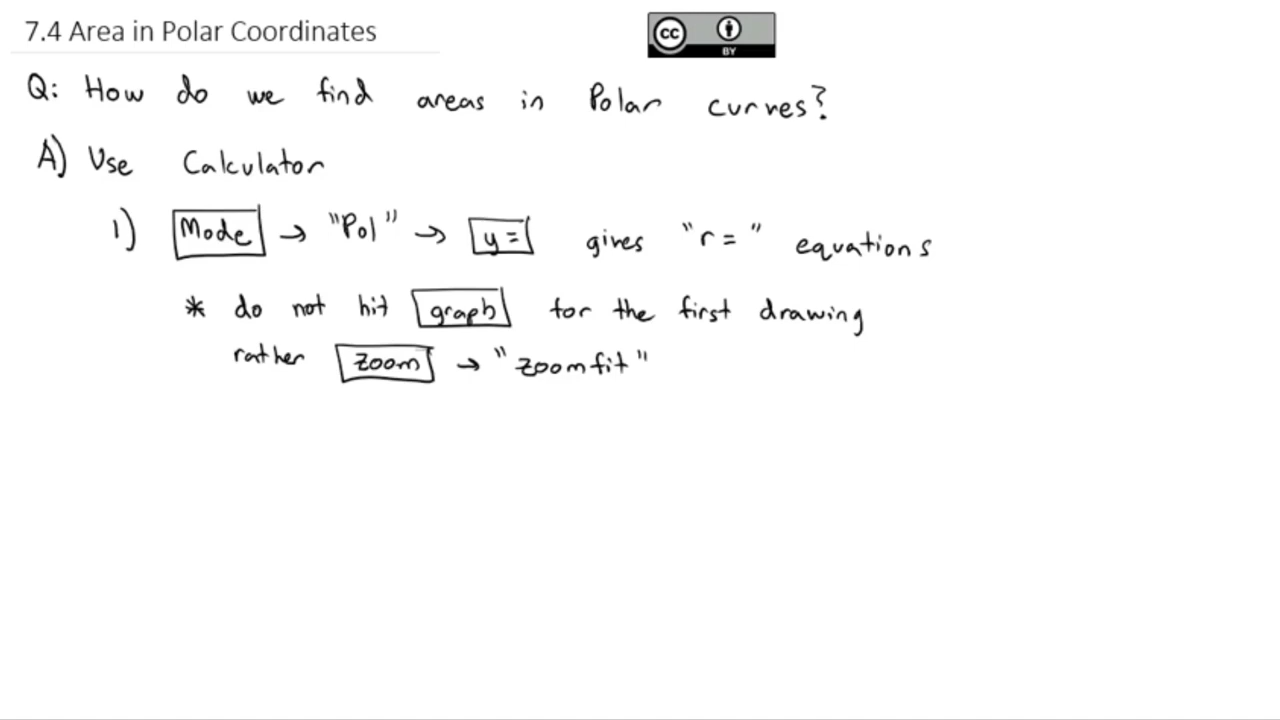 7.4 Area in Polar Coordinates
cc BY
Q: How do we find areas in Polar curves?
A) Use Calculator
1) Mode → "Pol" → y= gives "r= " equations
* do not hit graph for the first drawing
rather zoom → "zoomfit"